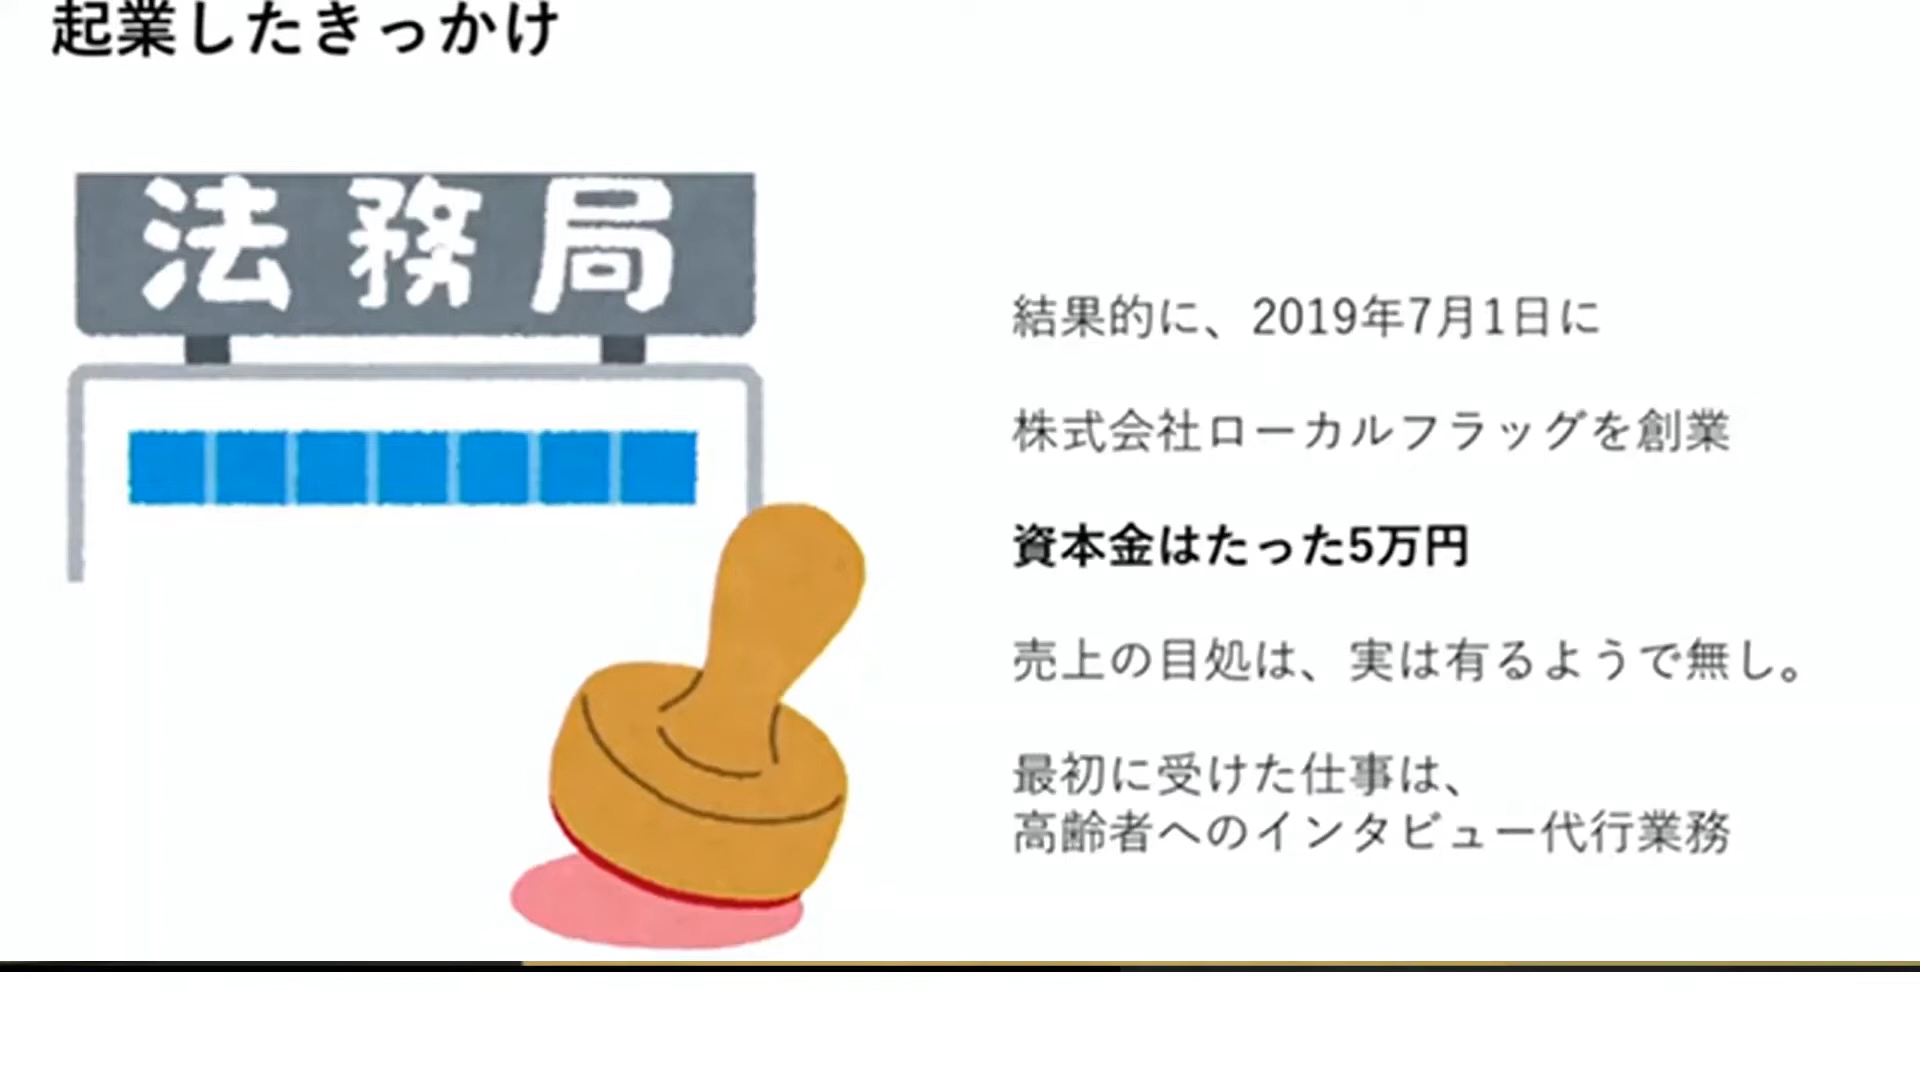 起業したきっかけ
法務局
結果的に、2019年7月1日に
株式会社ローカルフラッグを創業
資本金はたった5万円
売上の目処は、実は有るようで無し。
最初に受けた仕事は、
高齢者へのインタビュー代行業務